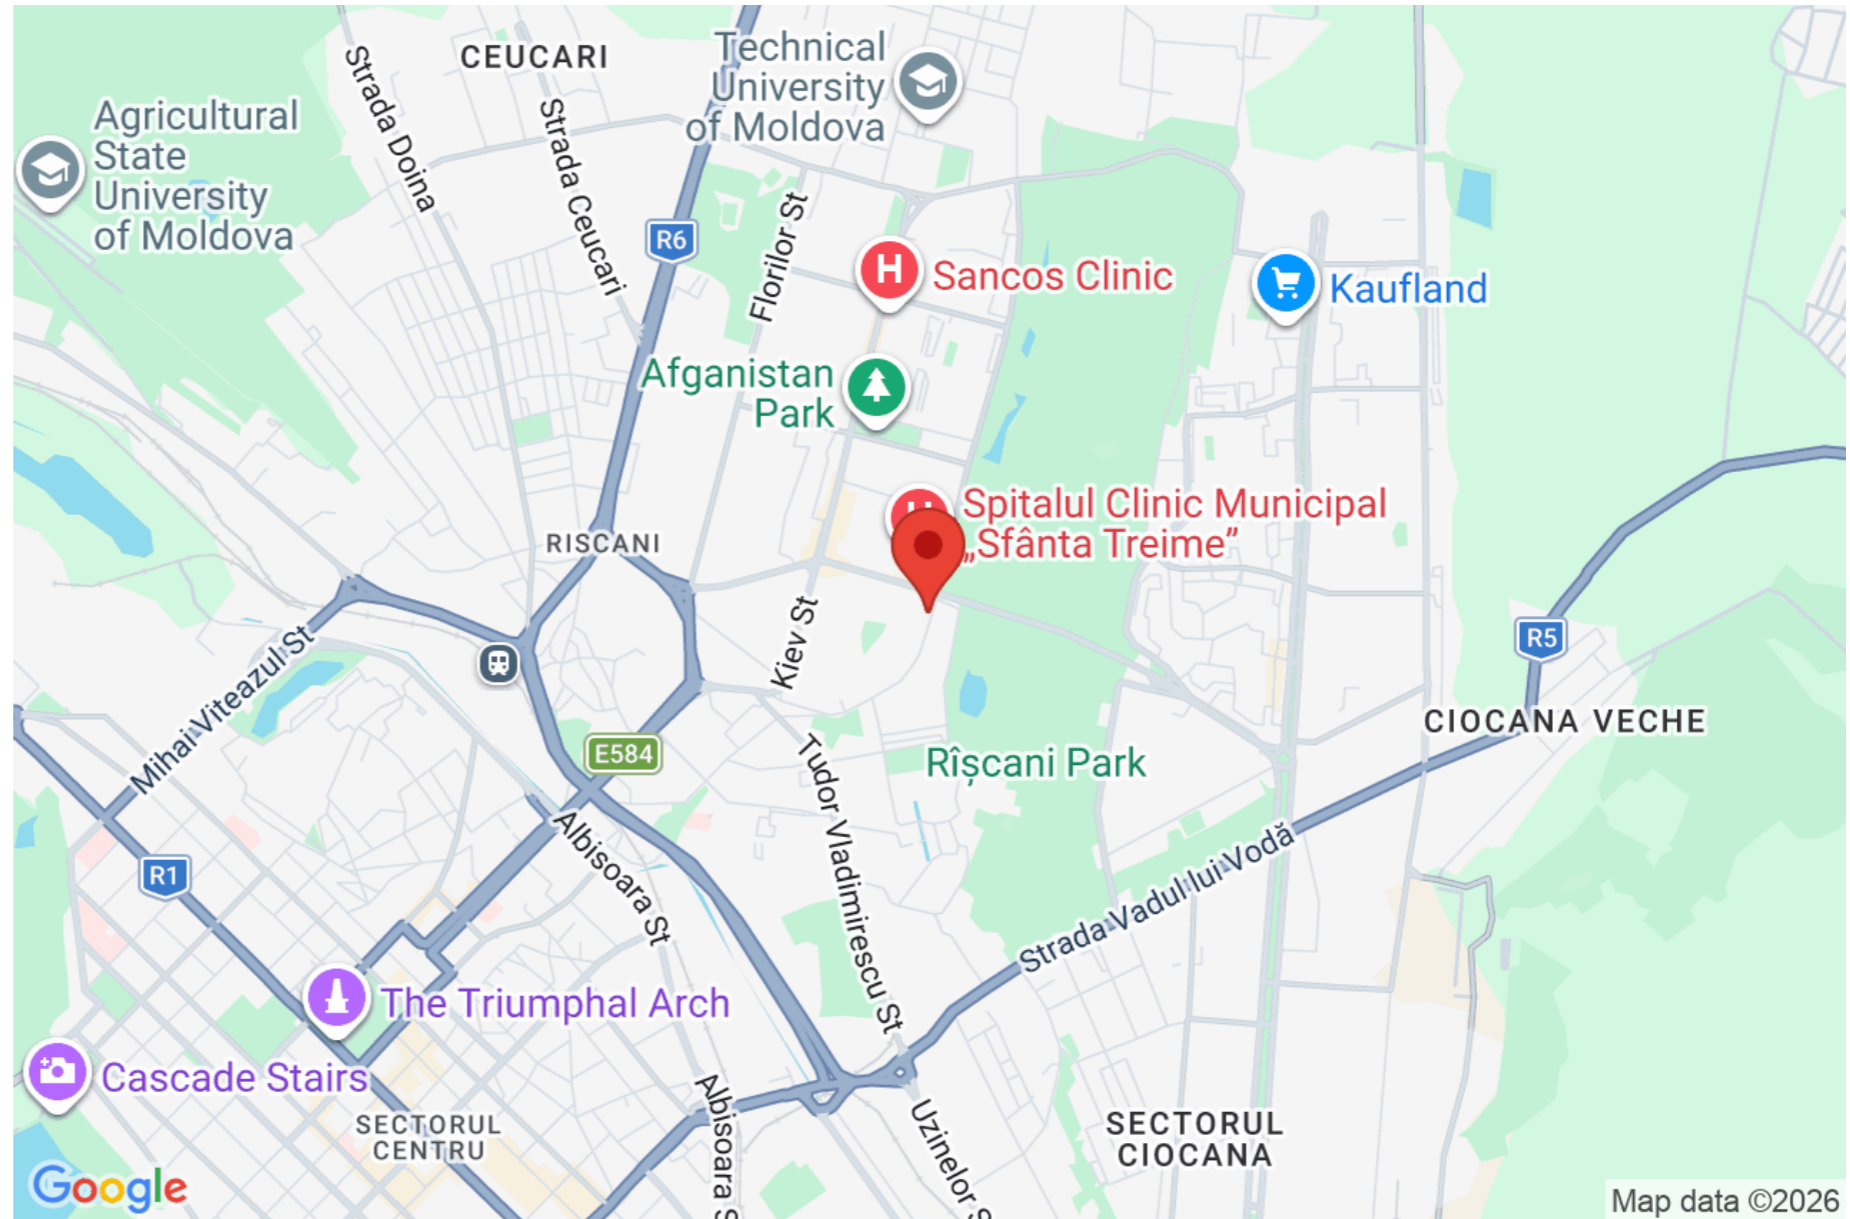 CEUCARI
Technical
University
of Moldova
Agricultural
State
University
of Moldova
Strada Doina
Strada Ceucari
R6
Florilor St
H
Sancos Clinic
Kaufland
Afganistan
Park
Spitalul Clinic Municipal
„Sfânta Treime”
RISCANI
Kiev St
R5
Mihai Viteazul St
CIOCANA VECHE
E584
Rîșcani Park
Tudor Vladimirescu St
Albisoara St
Strada Vadul lui Vodă
R1
The Triumphal Arch
Cascade Stairs
SECTORUL
CENTRU
Albisoara S
Uzinelor S
SECTORUL
CIOCANA
Google
Map data ©2026